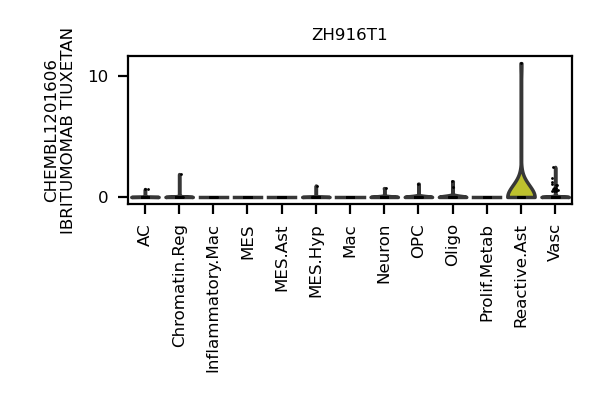 ZH916T1
CHEMBL1201606
IBRITUMOMAB TIUXETAN
10
0
AC
Chromatin.Reg
Inflammatory.Mac
MES
MES.Ast
MES.Hyp
Mac
Neuron
OPC
Oligo
Prolif.Metab
Reactive.Ast
Vasc